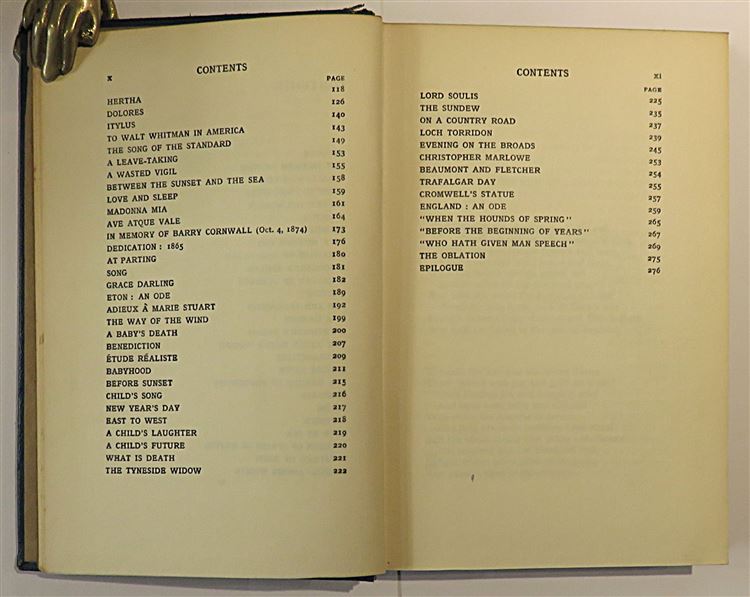 x CONTENTS
PAGE
HERTHA 118
DOLORES 126
ITYLUS 140
TO WALT WHITMAN IN AMERICA 143
THE SONG OF THE STANDARD 149
A LEAVE-TAKING 153
A WASTED VIGIL 155
BETWEEN THE SUNSET AND THE SEA 158
LOVE AND SLEEP 159
MADONNA MIA 161
AVE ATQUE VALE 164
IN MEMORY OF BARRY CORNWALL (Oct. 4, 1874) 173
DEDICATION: 1865 176
AT PARTING 180
SONG 181
GRACE DARLING 182
ETON: AN ODE 189
ADIEUX À MARIE STUART 192
THE WAY OF THE WIND 199
A BABY'S DEATH 200
BENEDICTION 207
ÉTUDE RÉALISTE 209
BABYHOOD 211
BEFORE SUNSET 215
CHILD'S SONG 216
NEW YEAR'S DAY 217
EAST TO WEST 218
A CHILD'S LAUGHTER 219
A CHILD'S FUTURE 220
WHAT IS DEATH 221
THE TYNESIDE WIDOW 222
CONTENTS xi
PAGE
LORD SOULIS 225
THE SUNDEW 235
ON A COUNTRY ROAD 237
LOCH TORRIDON 239
EVENING ON THE BROADS 245
CHRISTOPHER MARLOWE 253
BEAUMONT AND FLETCHER 254
TRAFALGAR DAY 255
CROMWELL'S STATUE 257
ENGLAND: AN ODE 259
"WHEN THE HOUNDS OF SPRING" 265
"BEFORE THE BEGINNING OF YEARS" 267
"WHO HATH GIVEN MAN SPEECH" 269
THE OBLATION 275
EPILOGUE 276